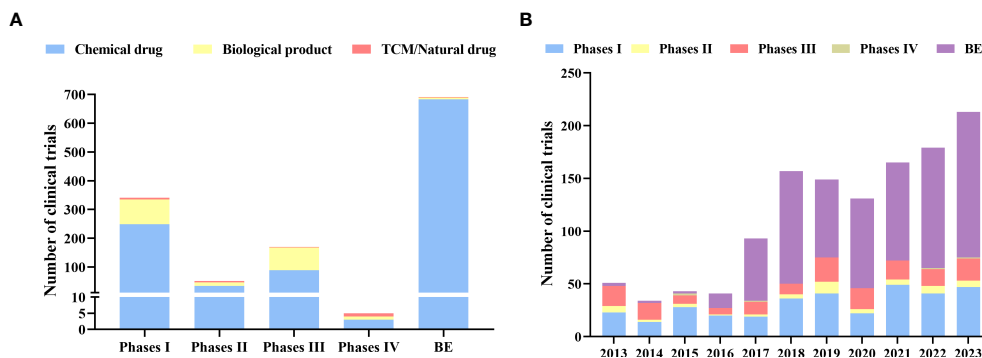 A
Chemical drug Biological product TCM/Natural drug
Number of clinical trials
700
600
500
400
300
200
100
10
5
0
Phases I Phases II Phases III Phases IV BE
B
Phases I Phases II Phases III Phases IV BE
Number of clinical trials
250
200
150
100
50
0
2013 2014 2015 2016 2017 2018 2019 2020 2021 2022 2023